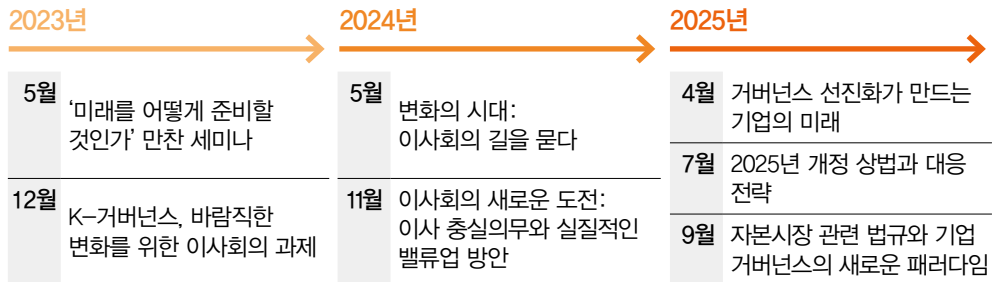 2023년
5월
'미래를 어떻게 준비할
것인가' 만찬 세미나
12월
K-거버넌스, 바람직한
변화를 위한 이사회의 과제
2024년
5월
변화의 시대:
이사회의 길을 묻다
11월
이사회의 새로운 도전:
이사 충실의무와 실질적인
밸류업 방안
2025년
4월
거버넌스 선진화가 만드는
기업의 미래
7월
2025년 개정 상법과 대응
전략
9월
자본시장 관련 법규와 기업
거버넌스의 새로운 패러다임